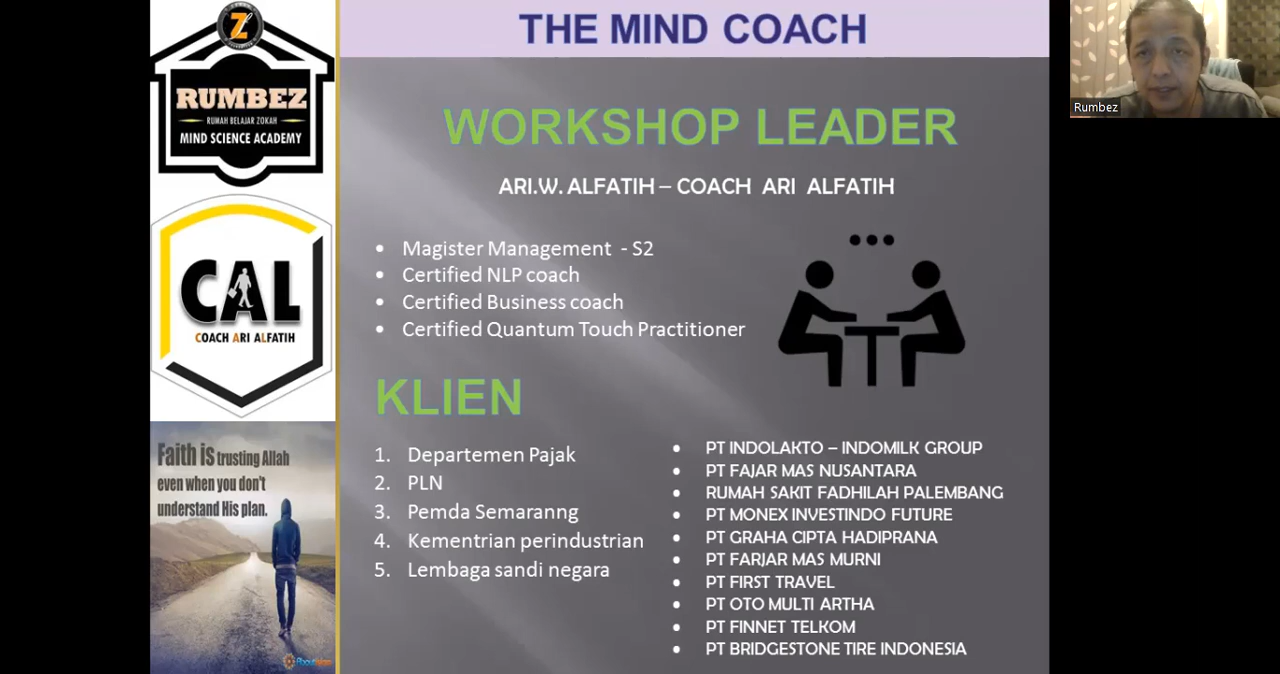 THE MIND COACH
Z
RUMBEZ
RUMAH BELAJAR ZOKAH
MIND SCIENCE ACADEMY
CAL
COACH ARI ALFATIH
Faith is trusting Allah
even when you don't
understand His plan.
WORKSHOP LEADER
ARI.W. ALFATIH – COACH ARI ALFATIH
• Magister Management - S2
• Certified NLP coach
• Certified Business coach
• Certified Quantum Touch Practitioner
KLIEN
1. Departemen Pajak
2. PLN
3. Pemda Semaranng
4. Kementrian perindustrian
5. Lembaga sandi negara
• PT INDOLAKTO – INDOMILK GROUP
• PT FAJAR MAS NUSANTARA
• RUMAH SAKIT FADHILAH PALEMBANG
• PT MONEX INVESTINDO FUTURE
• PT GRAHA CIPTA HADIPRANA
• PT FARJAR MAS MURNI
• PT FIRST TRAVEL
• PT OTO MULTI ARTHA
• PT FINNET TELKOM
• PT BRIDGESTONE TIRE INDONESIA
Rumbez